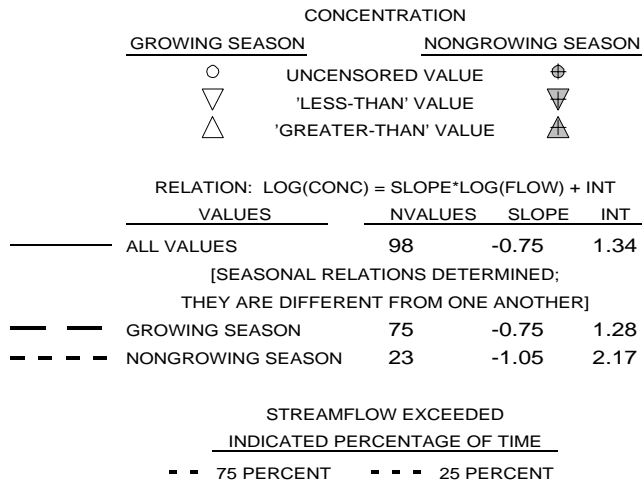 CONCENTRATION
GROWING SEASON NONGROWING SEASON
UNCENSORED VALUE
'LESS-THAN' VALUE
'GREATER-THAN' VALUE
RELATION: LOG(CONC) = SLOPE*LOG(FLOW) + INT
VALUES NVALUES SLOPE INT
ALL VALUES 98 -0.75 1.34
[SEASONAL RELATIONS DETERMINED;
THEY ARE DIFFERENT FROM ONE ANOTHER]
GROWING SEASON 75 -0.75 1.28
NONGROWING SEASON 23 -1.05 2.17
STREAMFLOW EXCEEDED
INDICATED PERCENTAGE OF TIME
75 PERCENT 25 PERCENT